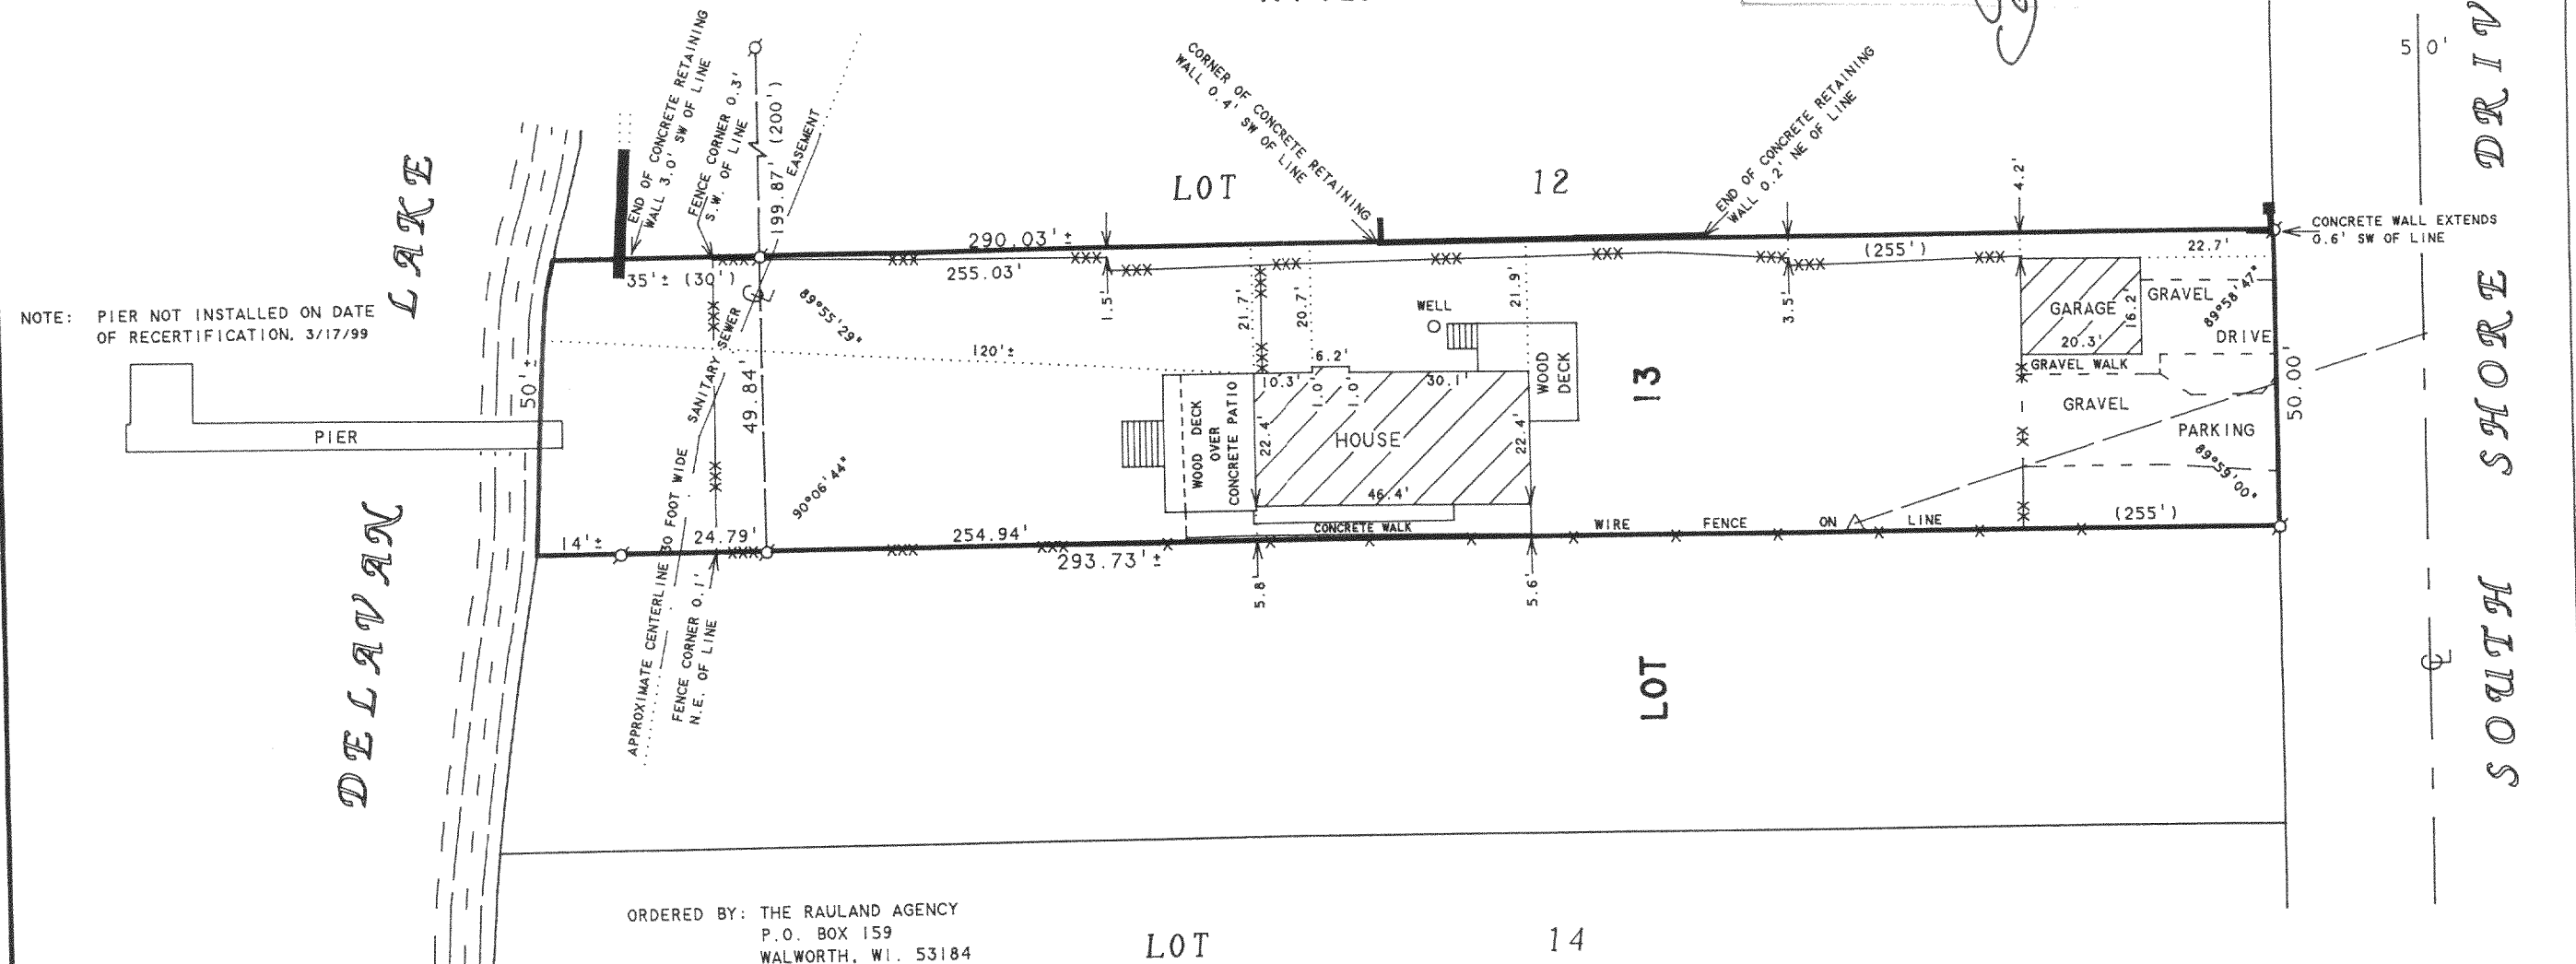 END OF CONCRETE RETAINING
WALL 3.0' SW OF LINE
FENCE CORNER 0.3'
S.W. OF LINE
199.87' (200')
EASEMENT
CORNER OF CONCRETE RETAINING
WALL 0.4' SW OF LINE
END OF CONCRETE RETAINING
WALL 0.2' NE OF LINE
50'
LOT 12
4.2'
CONCRETE WALL EXTENDS
0.6' SW OF LINE
290.03'±
35'± (30')
255.03'
(255')
22.7'
NOTE: PIER NOT INSTALLED ON DATE
OF RECERTIFICATION, 3/17/99
DELAVAN LAKE
50'±
PIER
89°55'29"
120'±
1.5'
21.7'
20.7'
WELL
21.9'
3.5'
GARAGE
16.2
20.3'
GRAVEL
DRIVE
89°58'47"
GRAVEL WALK
GRAVEL
PARKING
89°59'00"
50.00'
49.84'
90°06'44"
WOOD DECK
OVER
CONCRETE PATIO
6.2'
10.3'
1.0'
1.0'
30.1'
22.4'
HOUSE
22.4'
46.4'
WOOD
DECK
CONCRETE WALK
13
LOT
WIRE FENCE ON LINE
(255')
14'±
24.79'
254.94'
293.73'±
5.8'
5.6'
APPROXIMATE CENTERLINE 30 FOOT WIDE SANITARY SEWER
FENCE CORNER 0.1'
N.E. OF LINE
SOUTH SHORE DRIV
ORDERED BY: THE RAULAND AGENCY
P.O. BOX 159
WALWORTH, WI. 53184
LOT 14